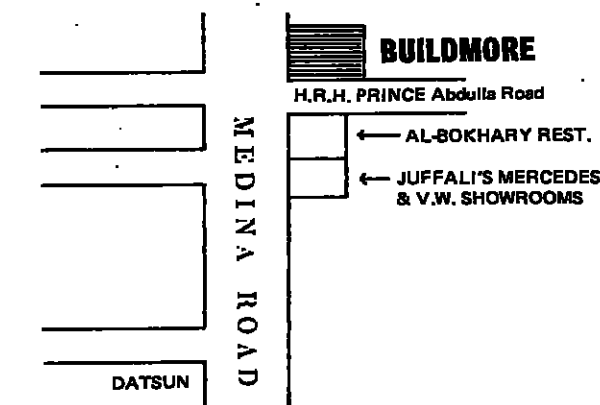 BUILDMORE
H.R.H. PRINCE Abdulla Road
MEDINA ROAD
AL-BOKHARY REST.
JUFFALI'S MERCEDES
& V.W. SHOWROOMS
DATSUN